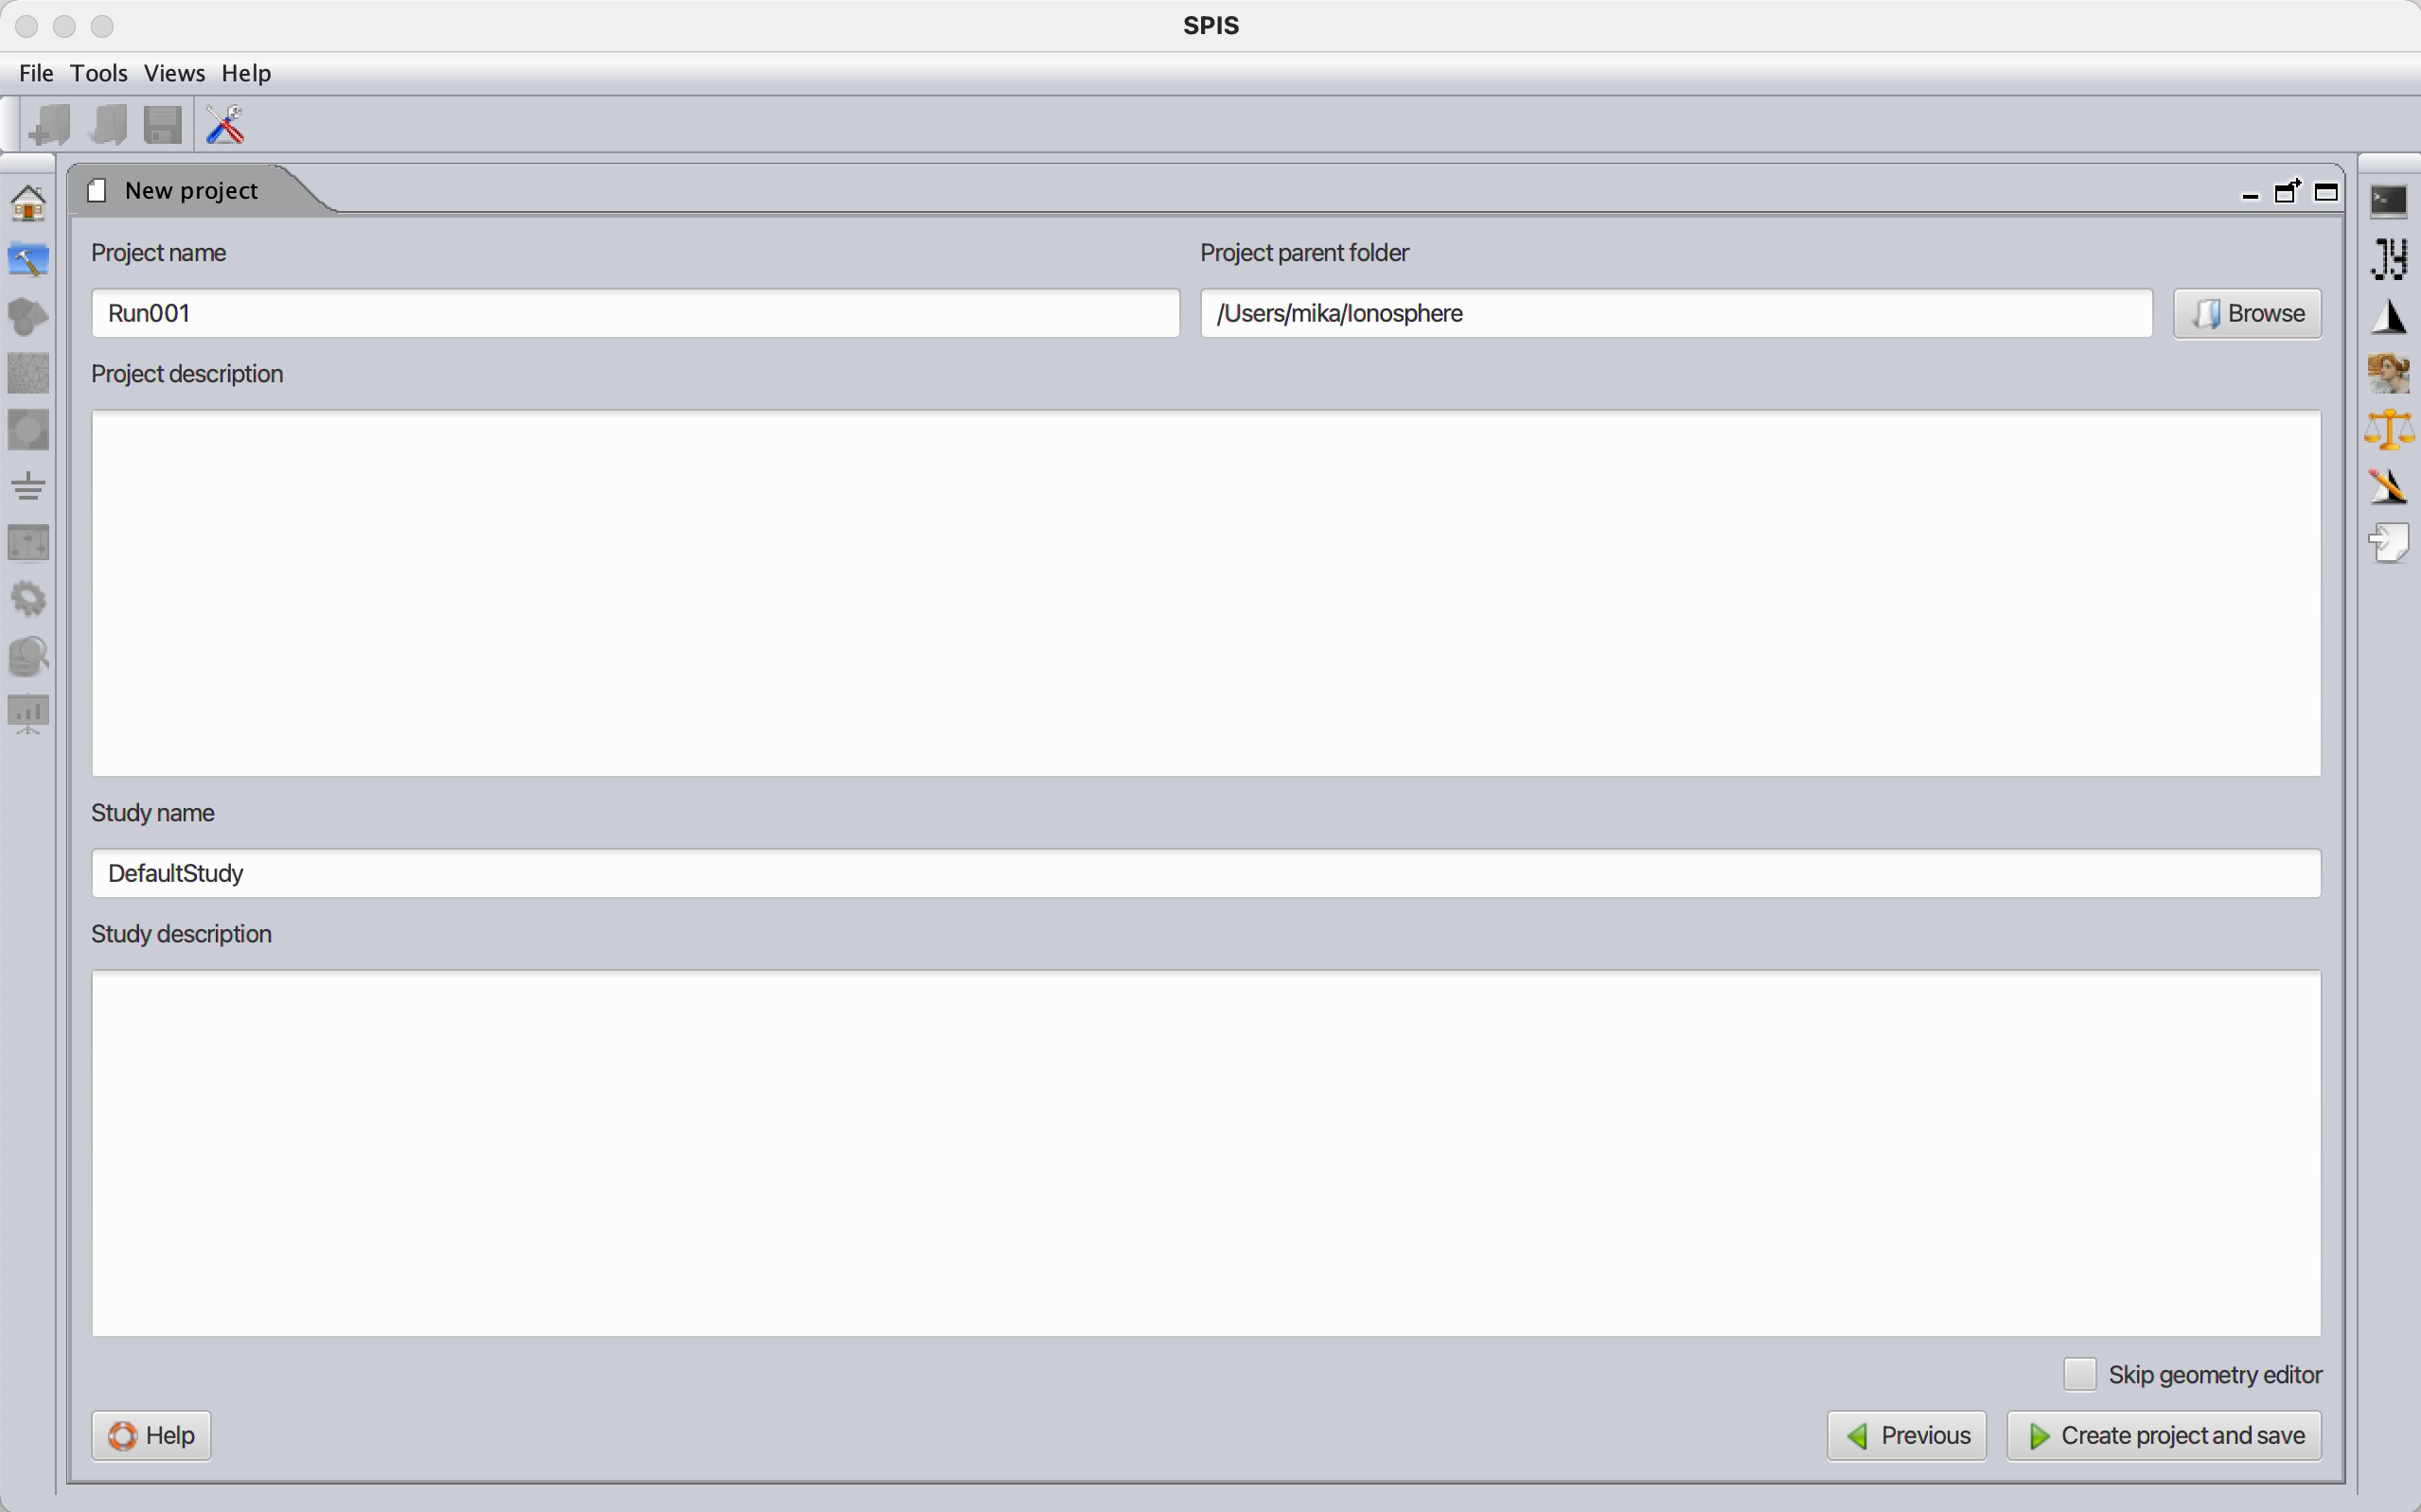 SPIS
File Tools Views Help
New project
Project name
Project parent folder
Run001
/Users/mika/Ionosphere
Browse
Project description
Study name
DefaultStudy
Study description
Skip geometry editor
Help
Previous
Create project and save